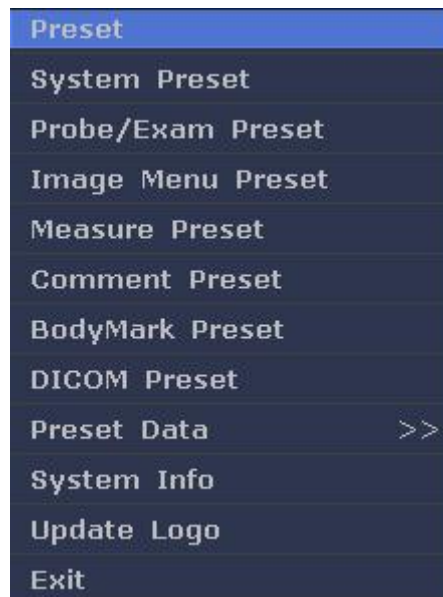 Preset
System Preset
Probe/Exam Preset
Image Menu Preset
Measure Preset
Comment Preset
BodyMark Preset
DICOM Preset
Preset Data >>
System Info
Update Logo
Exit